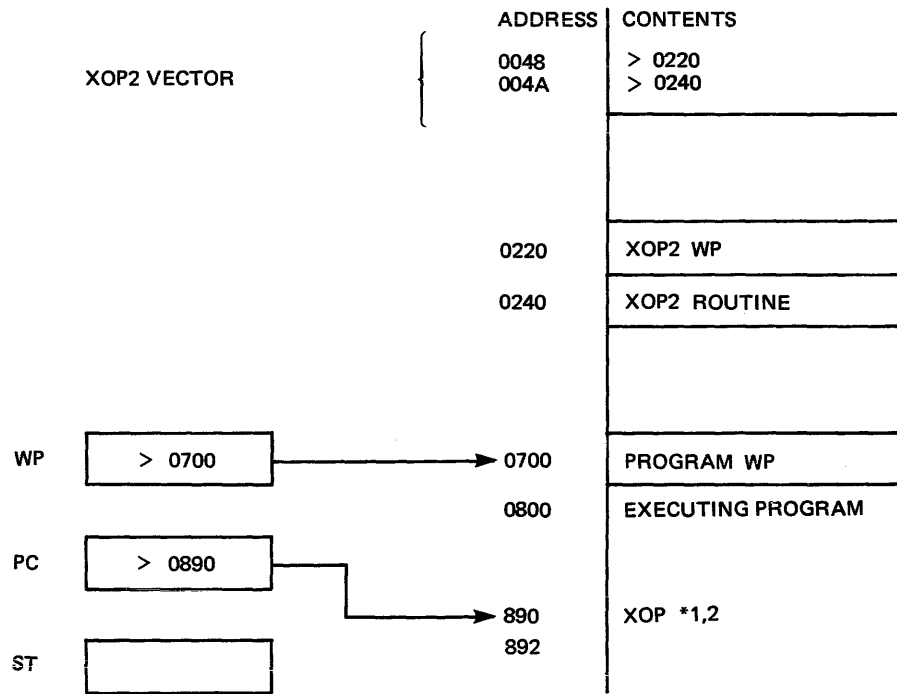 ADDRESS CONTENTS
XOP2 VECTOR
0048 > 0220
004A > 0240
0220 XOP2 WP
0240 XOP2 ROUTINE
WP > 0700 0700 PROGRAM WP
0800 EXECUTING PROGRAM
PC > 0890
890 XOP *1,2
892
ST